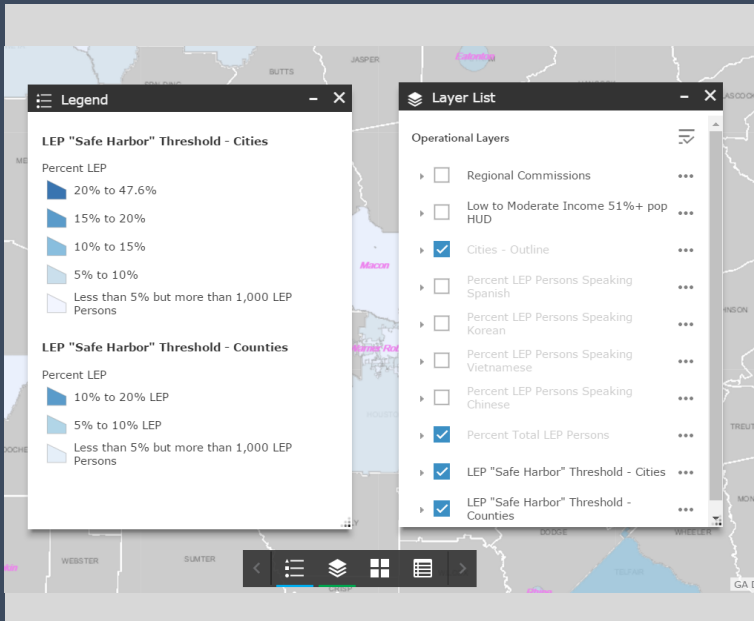 JASPER
Eatonton
BUTTS
Legend
Layer List
LEP "Safe Harbor" Threshold - Cities
Percent LEP
20% to 47.6%
15% to 20%
10% to 15%
5% to 10%
Less than 5% but more than 1,000 LEP
Persons
LEP "Safe Harbor" Threshold - Counties
Percent LEP
10% to 20% LEP
5% to 10% LEP
Less than 5% but more than 1,000 LEP
Persons
Macon
Operational Layers
Regional Commissions
Low to Moderate Income 51%+ pop
HUD
Cities - Outline
Percent LEP Persons Speaking
Spanish
Percent LEP Persons Speaking
Korean
Percent LEP Persons Speaking
Vietnamese
Percent LEP Persons Speaking
Chinese
Percent Total LEP Persons
LEP "Safe Harbor" Threshold - Cities
LEP "Safe Harbor" Threshold -
Counties
DODGE
WHEELER
WEBSTER
SUMTER
CRISP
TELFAIR
GA D